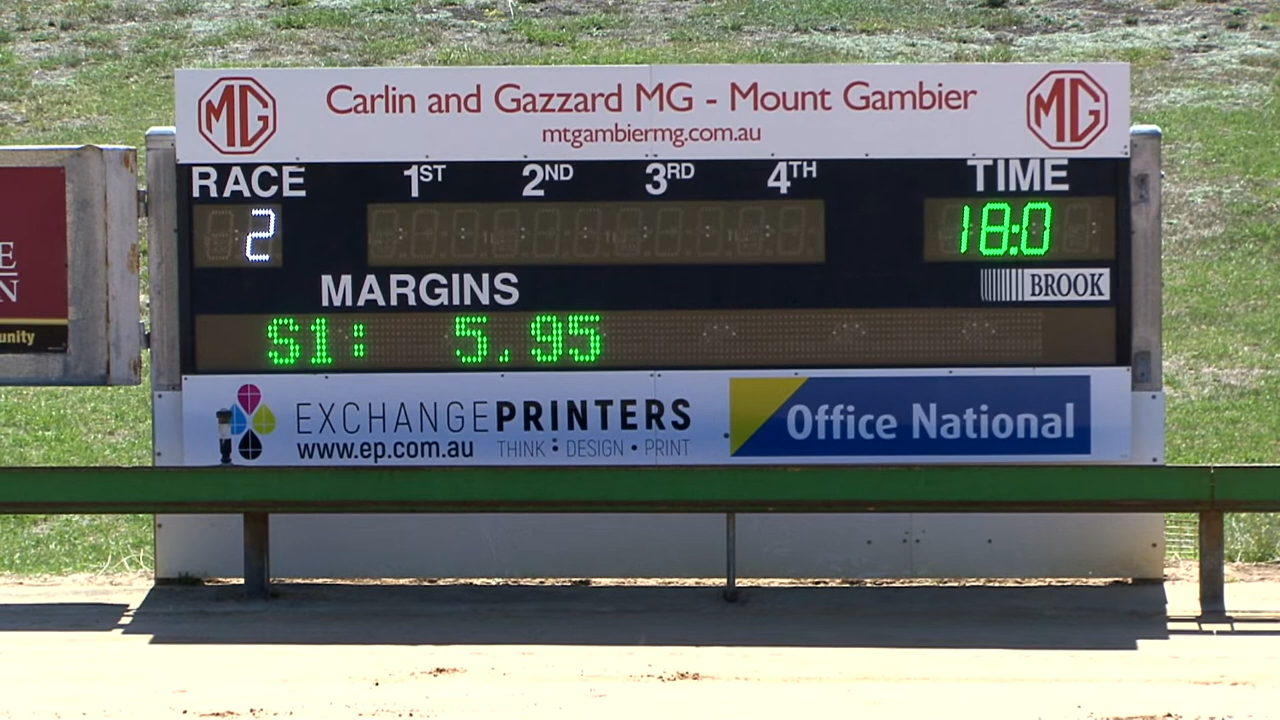 MG Carlin and Gazzard MG - Mount Gambier MG
mtgambiermg.com.au
RACE 1ST 2ND 3RD 4TH TIME
2 18:0
MARGINS BROOK
S1: 5.95
EXCHANGEPRINTERS Office National
www.ep.com.au THINK • DESIGN • PRINT
E
N
unity